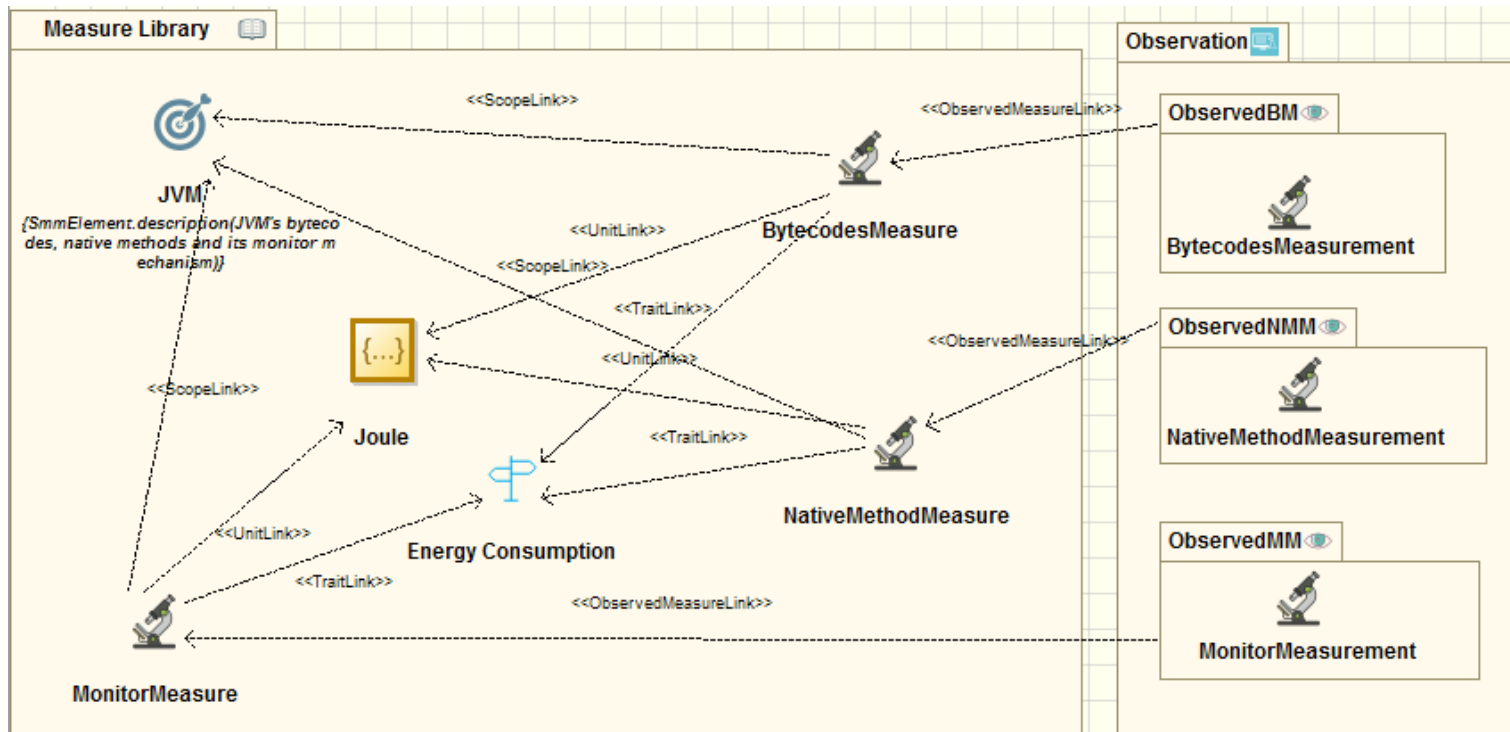 Measure Library
Observation
<<ScopeLink>>
<<ObservedMeasureLink>>
ObservedBM
JVM
{SmmElement.description(JVM's byteco
des, native methods and its monitor m
echanism)}
<<UnitLink>>
BytecodesMeasure
BytecodesMeasurement
<<ScopeLink>>
<<TraitLink>>
{...}
<<UnitLink>>
<<ObservedMeasureLink>>
ObservedNMM
<<ScopeLink>>
Joule
<<TraitLink>>
NativeMethodMeasurement
NativeMethodMeasure
<<UnitLink>>
Energy Consumption
ObservedMM
<<TraitLink>>
<<ObservedMeasureLink>>
MonitorMeasurement
MonitorMeasure